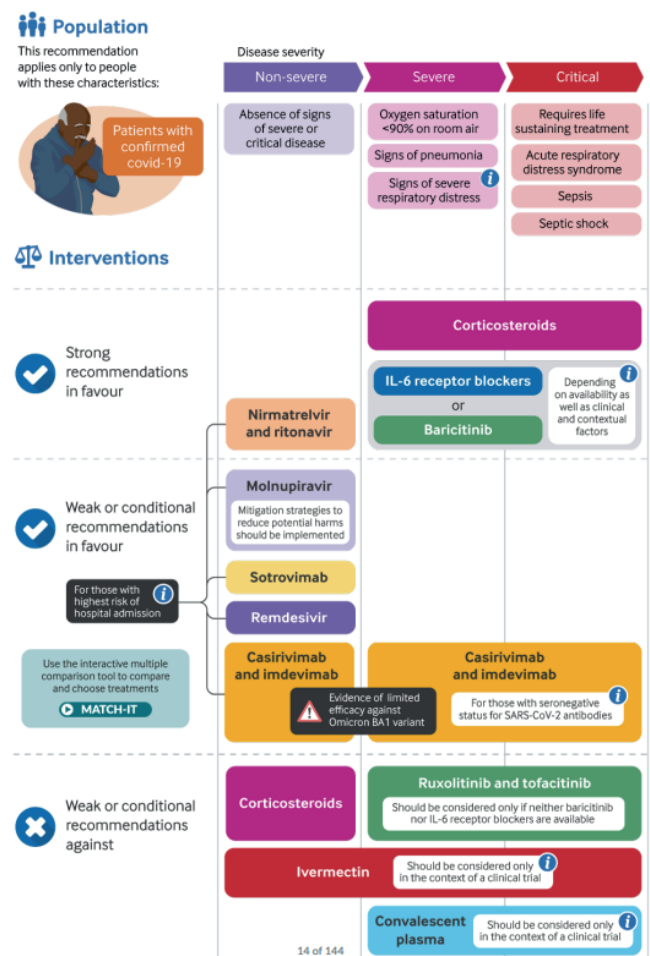 Population
This recommendation
applies only to people
with these characteristics:
Patients with
confirmed
covid-19
Disease severity
Non-severe
Severe
Critical
Absence of signs
of severe or
critical disease
Oxygen saturation
<90% on room air
Signs of pneumonia
Signs of severe
respiratory distress
i
Requires life
sustaining treatment
Acute respiratory
distress syndrome
Sepsis
Septic shock
Interventions
Strong
recommendations
in favour
Corticosteroids
IL-6 receptor blockers
or
Baricitinib
Depending
on availability as
well as clinical
and contextual
factors
i
Nirmatrelvir
and ritonavir
Weak or conditional
recommendations
in favour
Molnupiravir
Mitigation strategies to
reduce potential harms
should be implemented
Sotrovimab
For those with
highest risk of
hospital admission
i
Remdesivir
Use the interactive multiple
comparison tool to compare
and choose treatments
MATCH-IT
Casirivimab
and imdevimab
Casirivimab
and imdevimab
Evidence of limited
efficacy against
Omicron BA1 variant
For those with seronegative
status for SARS-CoV-2 antibodies
i
Weak or conditional
recommendations
against
Corticosteroids
Ruxolitinib and tofacitinib
Should be considered only if neither baricitinib
nor IL-6 receptor blockers are available
Ivermectin
Should be considered only
in the context of a clinical trial
i
Convalescent
plasma
Should be considered only
in the context of a clinical trial
i
14 of 144